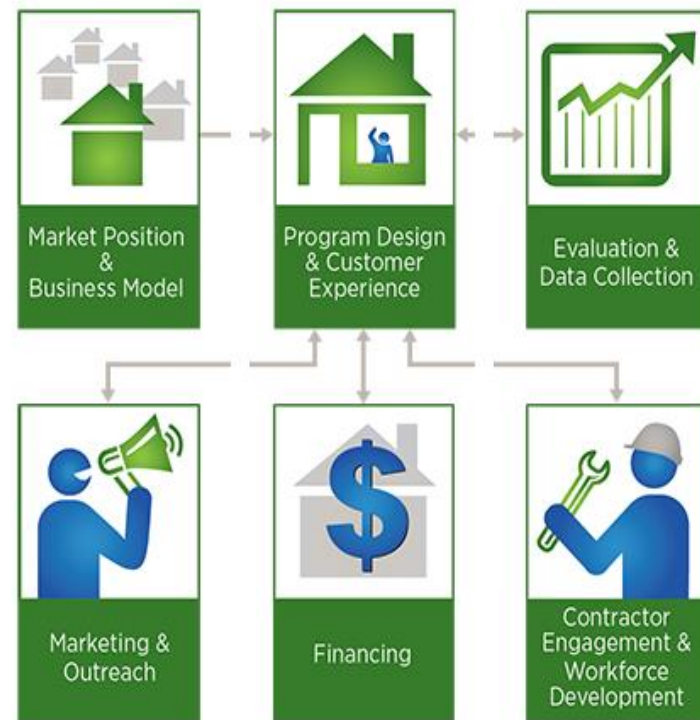 Market Position
&
Business Model
Program Design
& Customer
Experience
Evaluation &
Data Collection
Marketing &
Outreach
$
Financing
Contractor
Engagement &
Workforce
Development